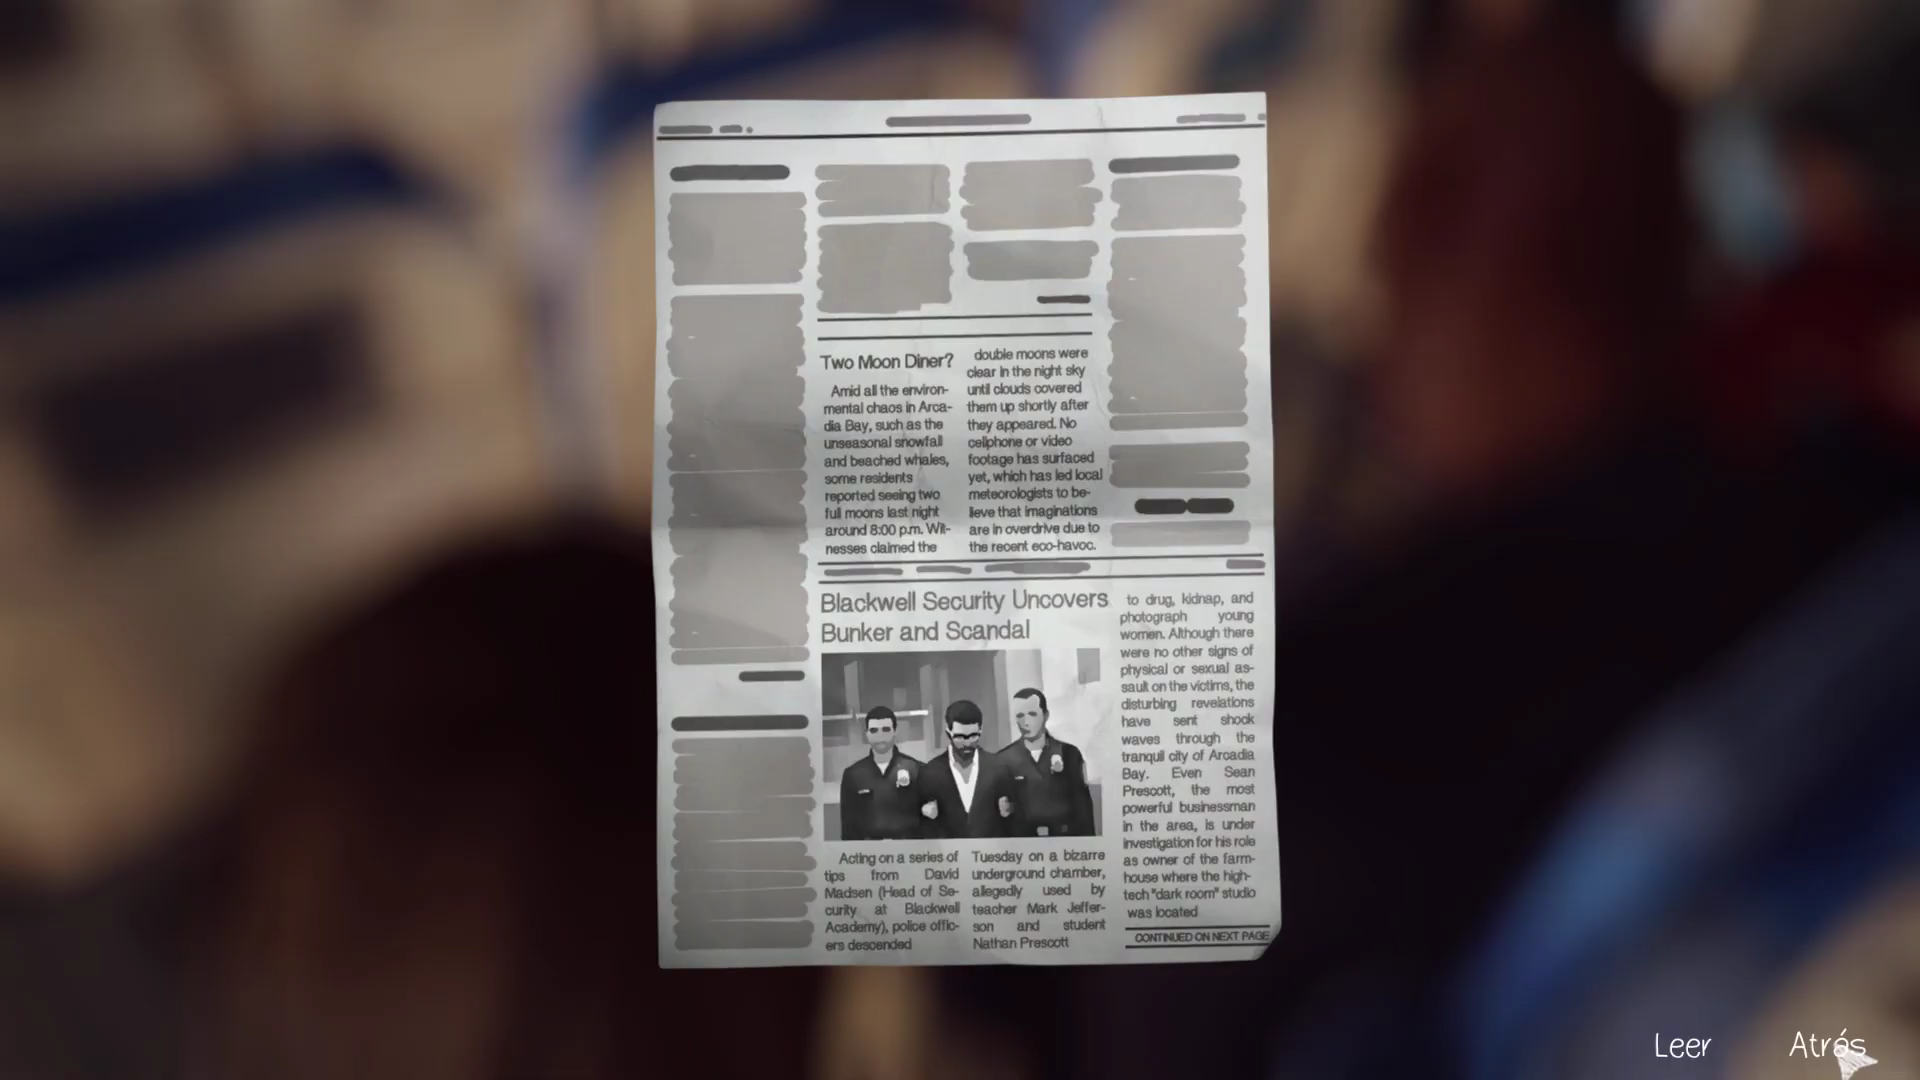 Two Moon Diner?
Amid all the environ-
mental chaos in Arca-
dia Bay, such as the
unseasonal snowfall
and beached whales,
some residents
reported seeing two
full moons last night
around 8:00 p.m. Wit-
nesses claimed the
double moons were
clear in the night sky
until clouds covered
them up shortly after
they appeared. No
cellphone or video
footage has surfaced
yet, which has led local
meteorologists to be-
lieve that imaginations
are in overdrive due to
the recent eco-havoc.
Blackwell Security Uncovers
Bunker and Scandal
Acting on a series of
tips from David
Madsen (Head of Se-
curity at Blackwell
Academy), police offic-
ers descended
Tuesday on a bizarre
underground chamber,
allegedly used by
teacher Mark Jeffer-
son and student
Nathan Prescott
to drug, kidnap, and
photograph young
women. Although there
were no other signs of
physical or sexual as-
sault on the victims, the
disturbing revelations
have sent shock
waves through the
tranquil city of Arcadia
Bay. Even Sean
Prescott, the most
powerful businessman
in the area, is under
investigation for his role
as owner of the farm-
house where the high-
tech "dark room" studio
was located
CONTINUED ON NEXT PAGE
Leer
Atrás